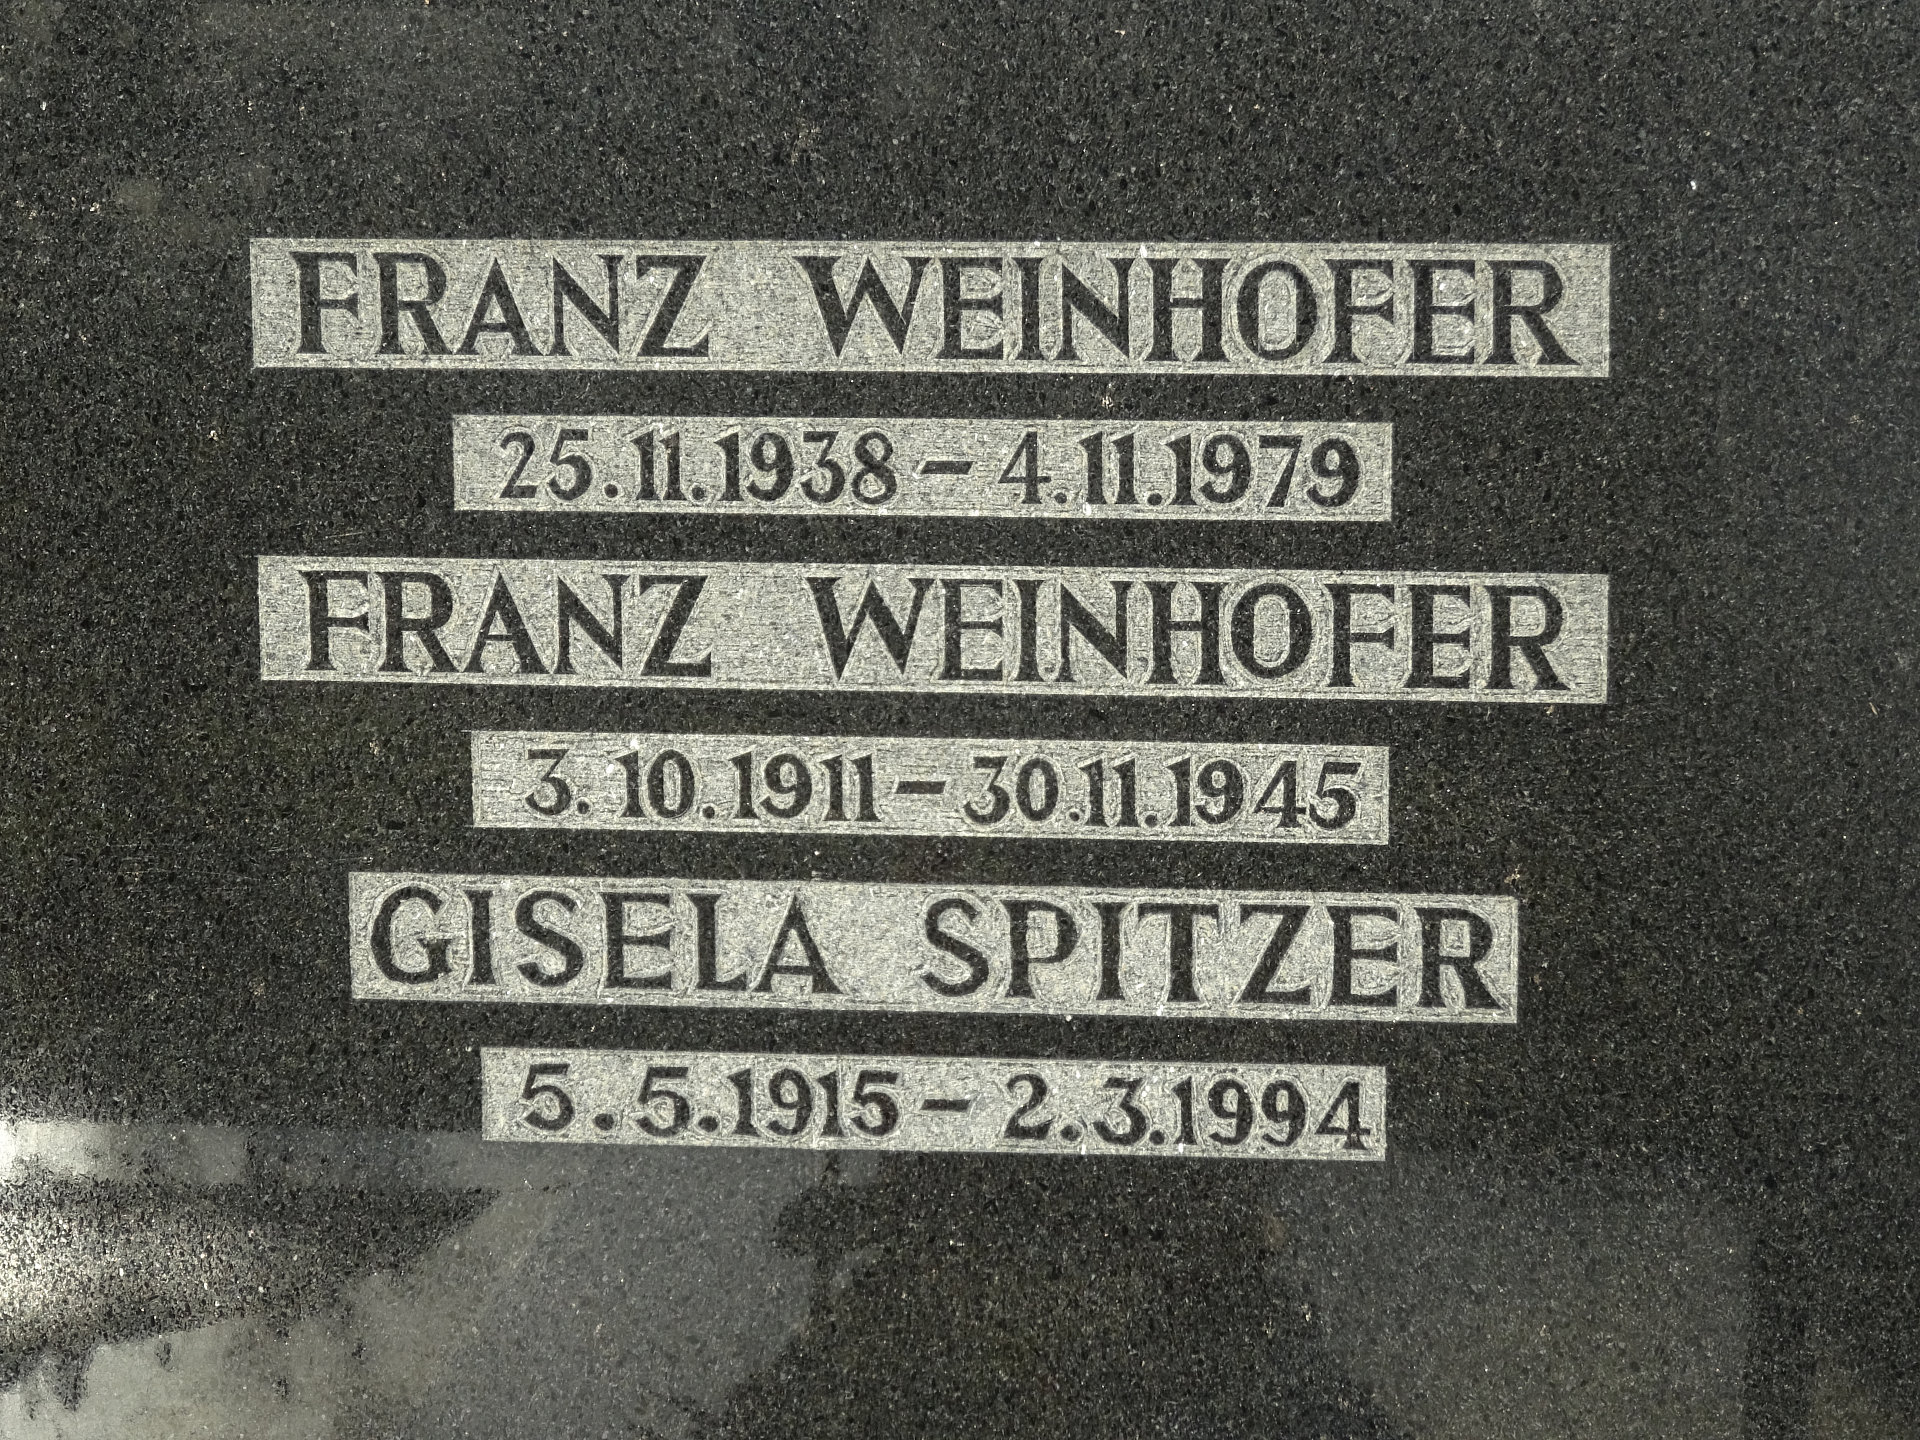 FRANZ WEINHOFER
25.11.1938 – 4.11.1979
FRANZ WEINHOFER
3.10.1911 – 30.11.1945
GISELA SPITZER
5.5.1915 – 2.3.1994